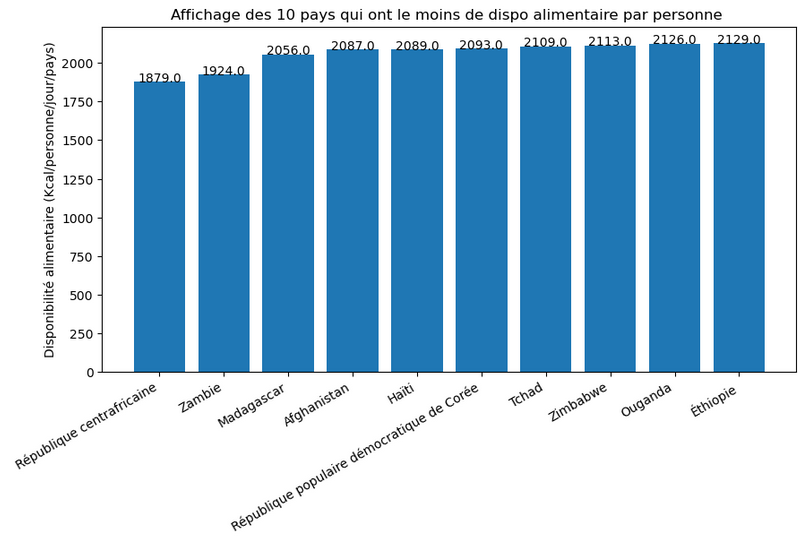 Affichage des 10 pays qui ont le moins de dispo alimentaire par personne
Disponibilité alimentaire (Kcal/personne/jour/pays)
2000
1750
1500
1250
1000
750
500
250
0
1879.0
1924.0
2056.0
2087.0
2089.0
2093.0
2109.0
2113.0
2126.0
2129.0
République centrafricaine
Zambie
Madagascar
Afghanistan
Haïti
République populaire démocratique de Corée
Tchad
Zimbabwe
Ouganda
Éthiopie